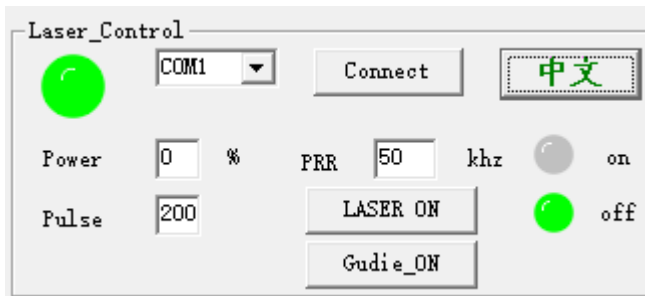 Laser_Control
COM1 Connect 中文
Power 0 % PRR 50 khz on
Pulse 200 LASER ON off
Gudie_ON